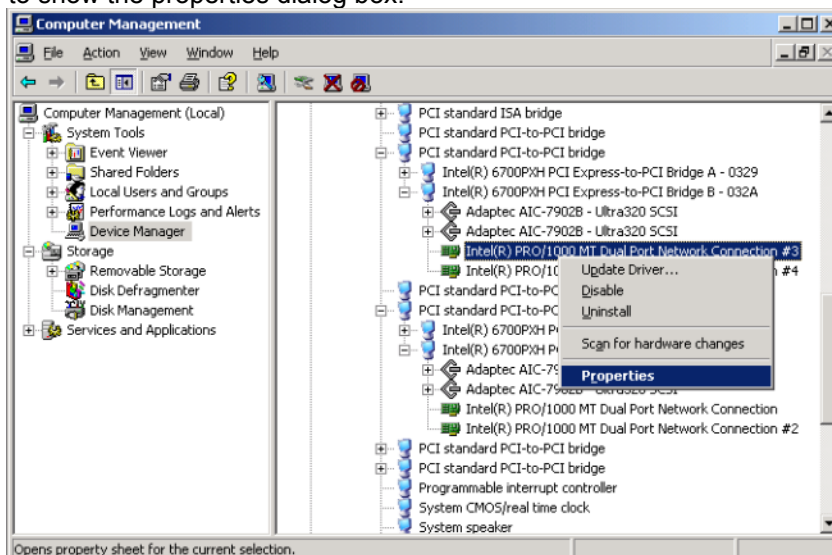 to show the properties dialog box.
Computer Management
File Action View Window Help
Computer Management (Local)
System Tools
Event Viewer
Shared Folders
Local Users and Groups
Performance Logs and Alerts
Device Manager
Storage
Removable Storage
Disk Defragmenter
Disk Management
Services and Applications
PCI standard ISA bridge
PCI standard PCI-to-PCI bridge
PCI standard PCI-to-PCI bridge
Intel(R) 6700PXH PCI Express-to-PCI Bridge A - 0329
Intel(R) 6700PXH PCI Express-to-PCI Bridge B - 032A
Adaptec AIC-7902B - Ultra320 SCSI
Adaptec AIC-7902B - Ultra320 SCSI
Intel(R) PRO/1000 MT Dual Port Network Connection #3
Intel(R) PRO/10 n #4
PCI standard PCI-to-PC
PCI standard PCI-to-PC
Intel(R) 6700PXH P
Intel(R) 6700PXH P
Adaptec AIC-79
Adaptec AIC-7902B - Ultra320 SCSI
Intel(R) PRO/1000 MT Dual Port Network Connection
Intel(R) PRO/1000 MT Dual Port Network Connection #2
PCI standard PCI-to-PCI bridge
PCI standard PCI-to-PCI bridge
Programmable interrupt controller
System CMOS/real time clock
System speaker
Update Driver...
Disable
Uninstall
Scan for hardware changes
Properties
Opens property sheet for the current selection.